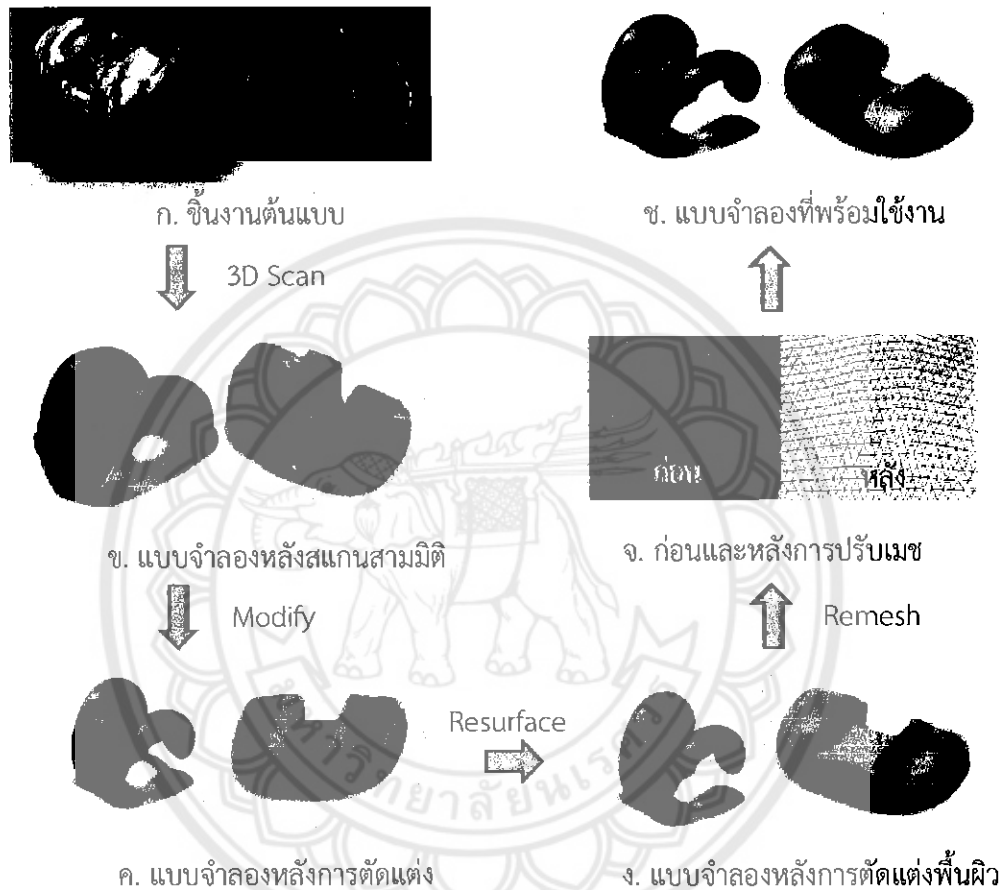 ก. ชิ้นงานต้นแบบ
3D Scan
ข. แบบจำลองหลังสแกนสามมิติ
Modify
ค. แบบจำลองหลังการตัดแต่ง
Resurface
ง. แบบจำลองหลังการตัดแต่งพื้นผิว
Remesh
ก่อน
หลัง
จ. ก่อนและหลังการปรับเมช
ช. แบบจำลองที่พร้อมใช้งาน